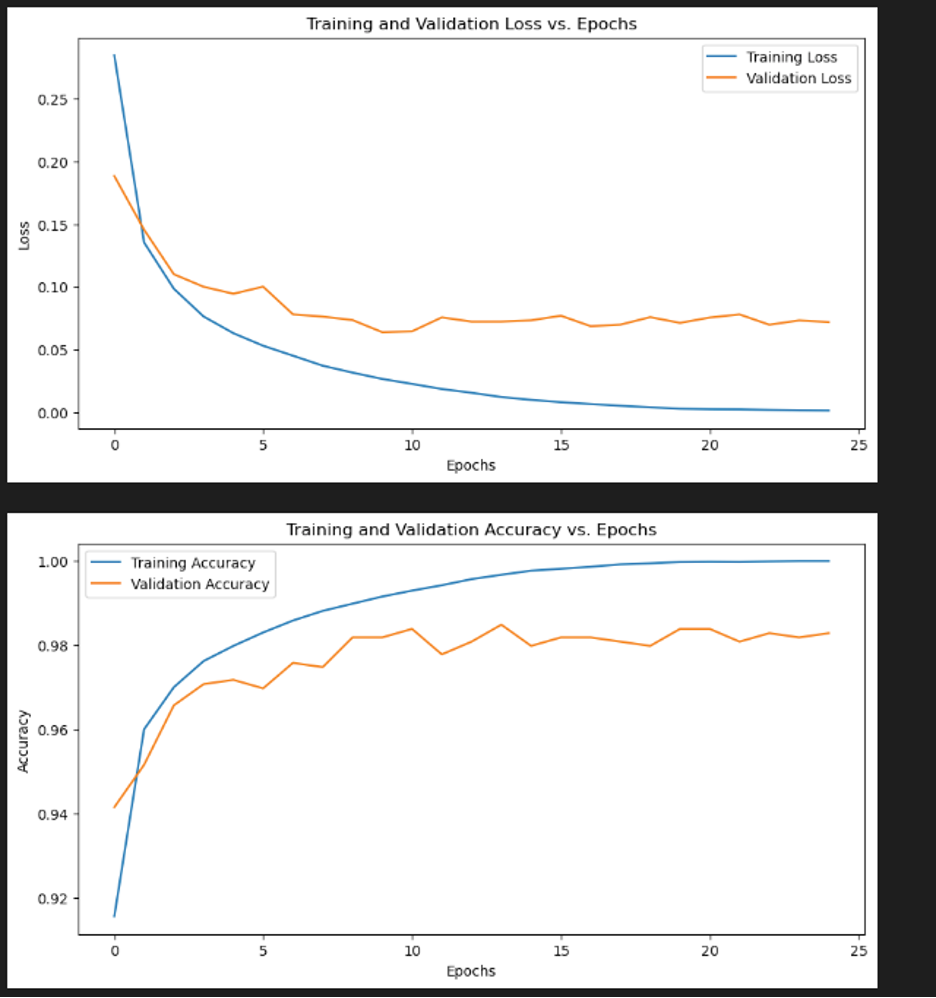 Training and Validation Loss vs. Epochs
Training Loss
Validation Loss
0.25
0.20
0.15
0.10
0.05
0.00
Loss
0 5 10 15 20 25
Epochs
Training and Validation Accuracy vs. Epochs
Training Accuracy
Validation Accuracy
1.00
0.98
0.96
0.94
0.92
Accuracy
0 5 10 15 20 25
Epochs